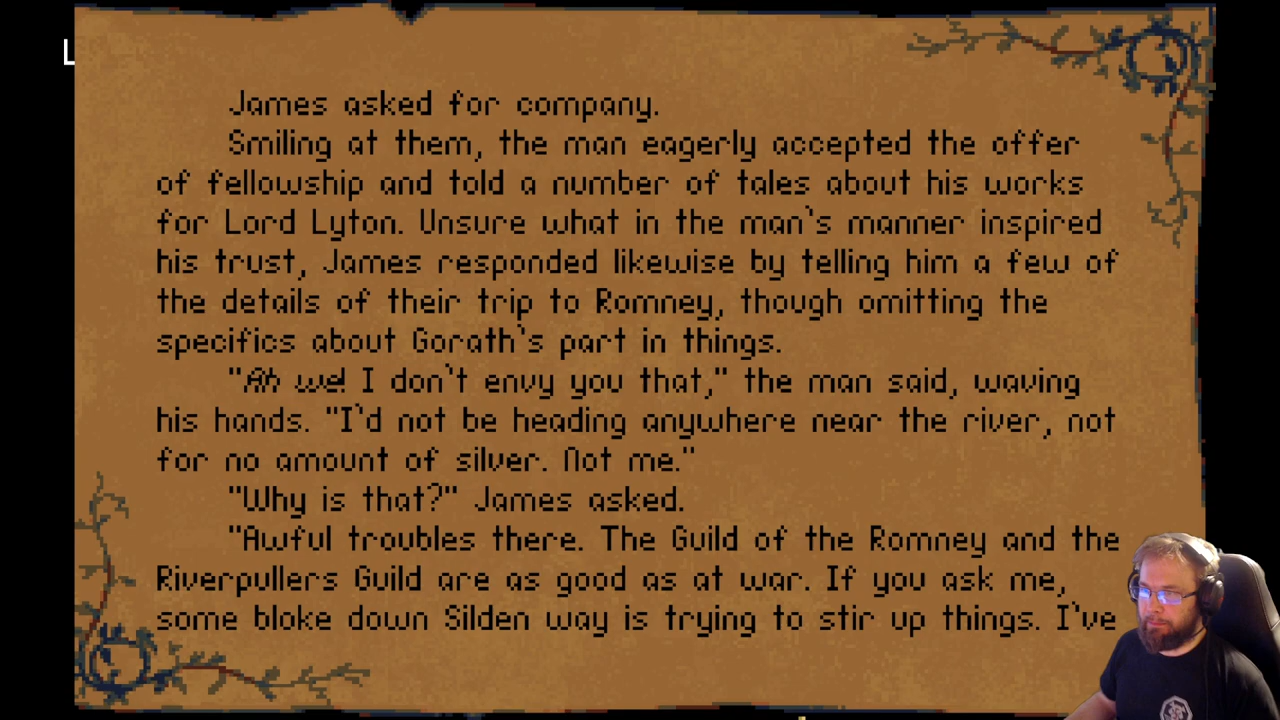 L
James asked for company.
Smiling at them, the man eagerly accepted the offer
of fellowship and told a number of tales about his works
for Lord Lyton. Unsure what in the man's manner inspired
his trust, James responded likewise by telling him a few of
the details of their trip to Romney, though omitting the
specifics about Gorath's part in things.
"Ah we! I don't envy you that," the man said, waving
his hands. "I'd not be heading anywhere near the river, not
for no amount of silver. Not me."
"Why is that?" James asked.
"Awful troubles there. The Guild of the Romney and the
Riverpullers Guild are as good as at war. If you ask me,
some bloke down Silden way is trying to stir up things. I've